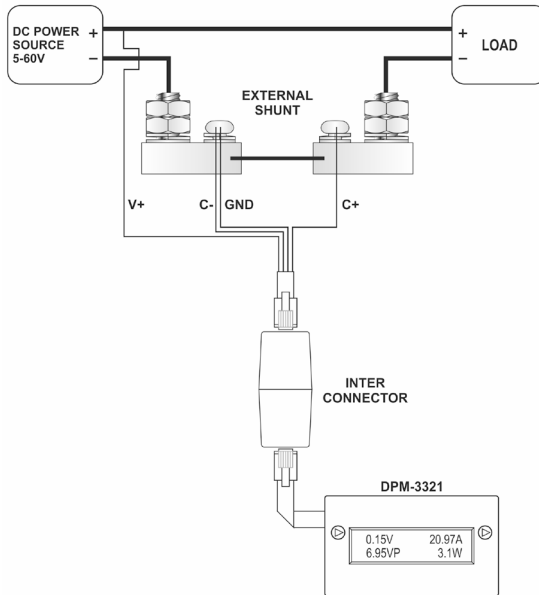 DC POWER
SOURCE
5-60V
+
−
+
−
LOAD
EXTERNAL
SHUNT
V+ C- GND C+
INTER
CONNECTOR
DPM-3321
0.15V 20.97A
6.95VP 3.1W